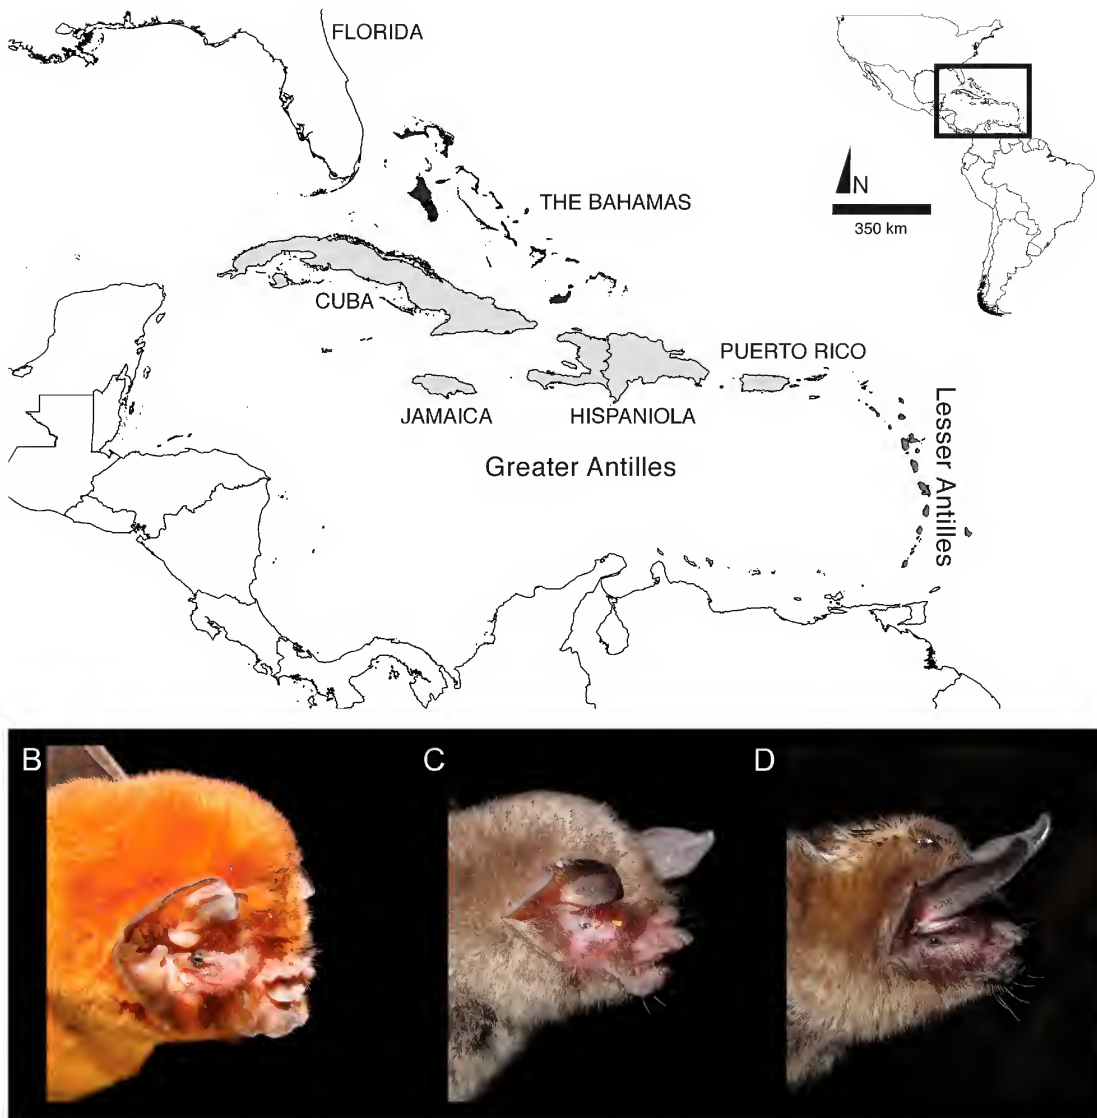 FLORIDA
THE BAHAMAS
N
350 km
CUBA
PUERTO RICO
JAMAICA
HISPANIOLA
Greater Antilles
Lesser Antilles
B
C
D